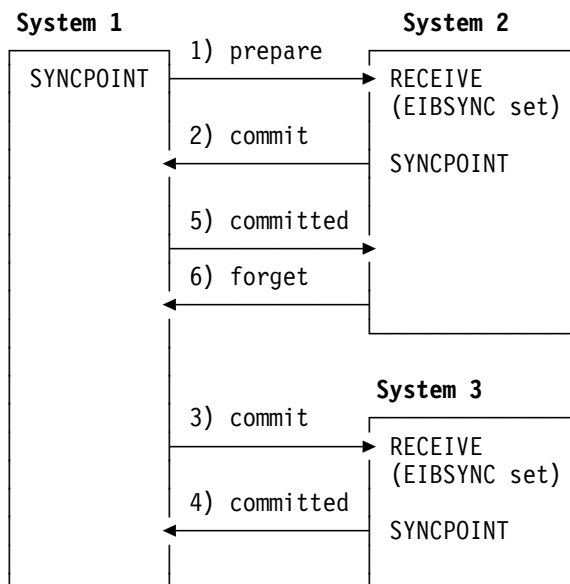 System 1
System 2
1) prepare
SYNCPOINT
RECEIVE
(EIBSYNC set)
2) commit
SYNCPOINT
5) committed
6) forget
System 3
3) commit
RECEIVE
(EIBSYNC set)
4) committed
SYNCPOINT